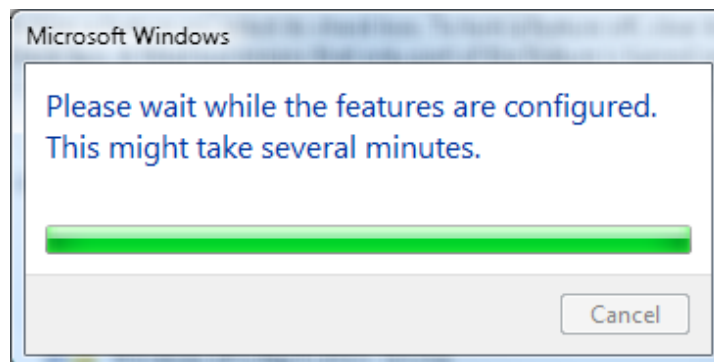 Microsoft Windows
Please wait while the features are configured.
This might take several minutes.
Cancel